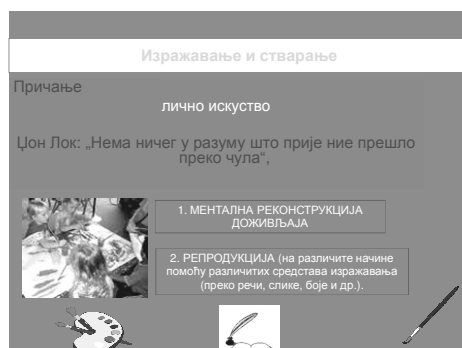 Изражавање и стварање
Причање
лично искуство
Џон Лок: „Нема ничег у разуму што прије ние прешло
преко чула“,
1. МЕНТАЛНА РЕКОНСТРУКЦИЈА
ДОЖИВЉАЈА
2. РЕПРОДУКЦИЈА (на различите начине
помоћу различитих средстава изражавања
(преко речи, слике, боје и др.).